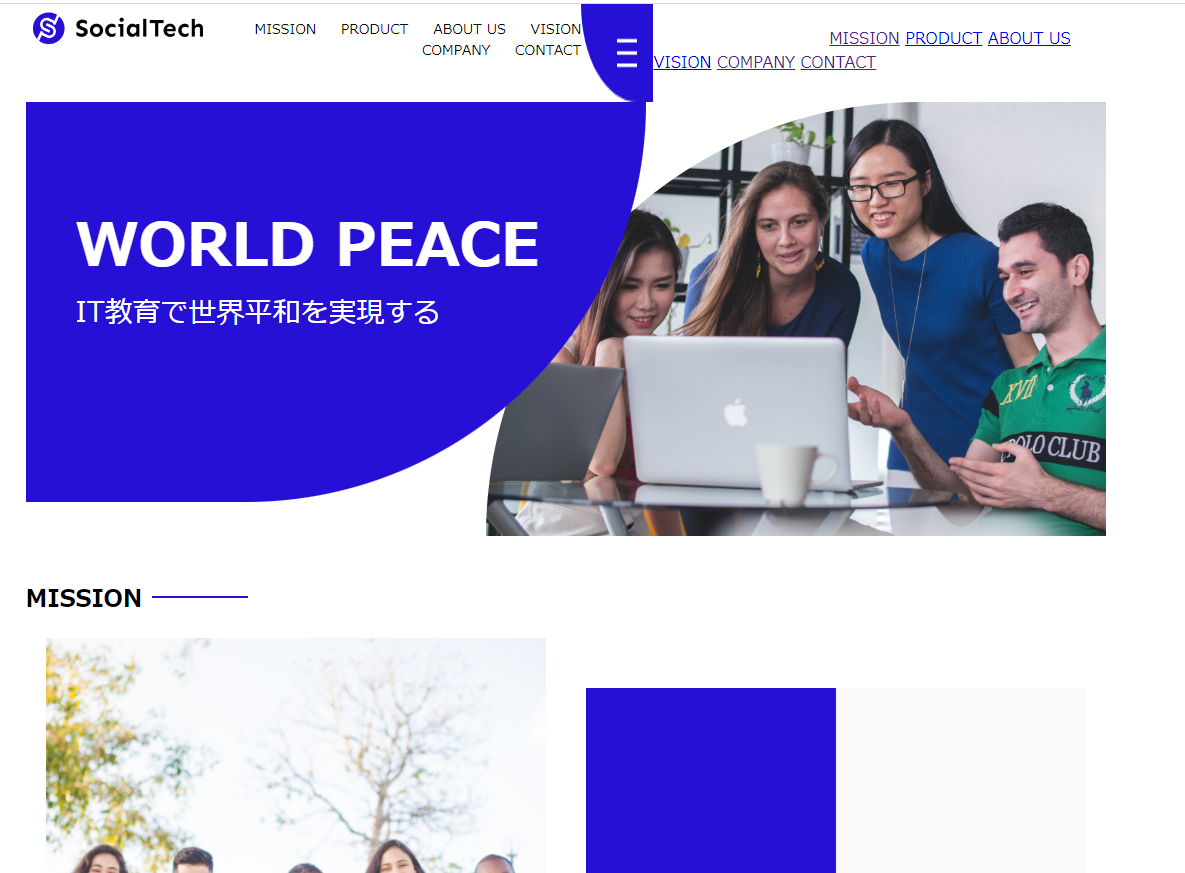 SocialTech
MISSION PRODUCT ABOUT US VISION
COMPANY CONTACT
MISSION PRODUCT ABOUT US
VISION COMPANY CONTACT
WORLD PEACE
IT教育で世界平和を実現する
XVII
POLO CLUB
MISSION